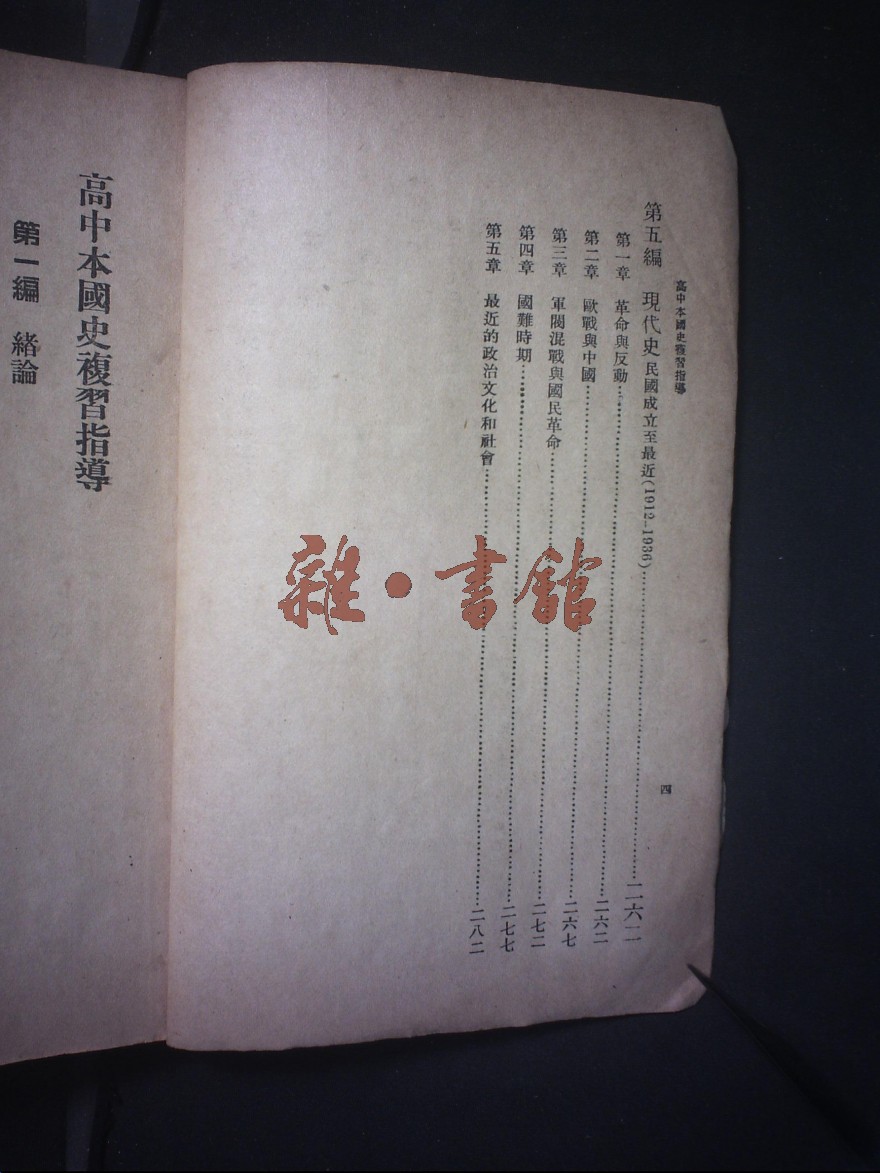 高中本國史複習指導
四
第五編　現代史 民國成立至最近(1912–1936)……二六二
第一章　革命與反動……二六二
第二章　歐戰與中國……二六七
第三章　軍閥混戰與國民革命……二七二
第四章　國難時期……二七七
第五章　最近的政治文化和社會……二八二
高中本國史複習指導
第一編　緒論
雜·書館